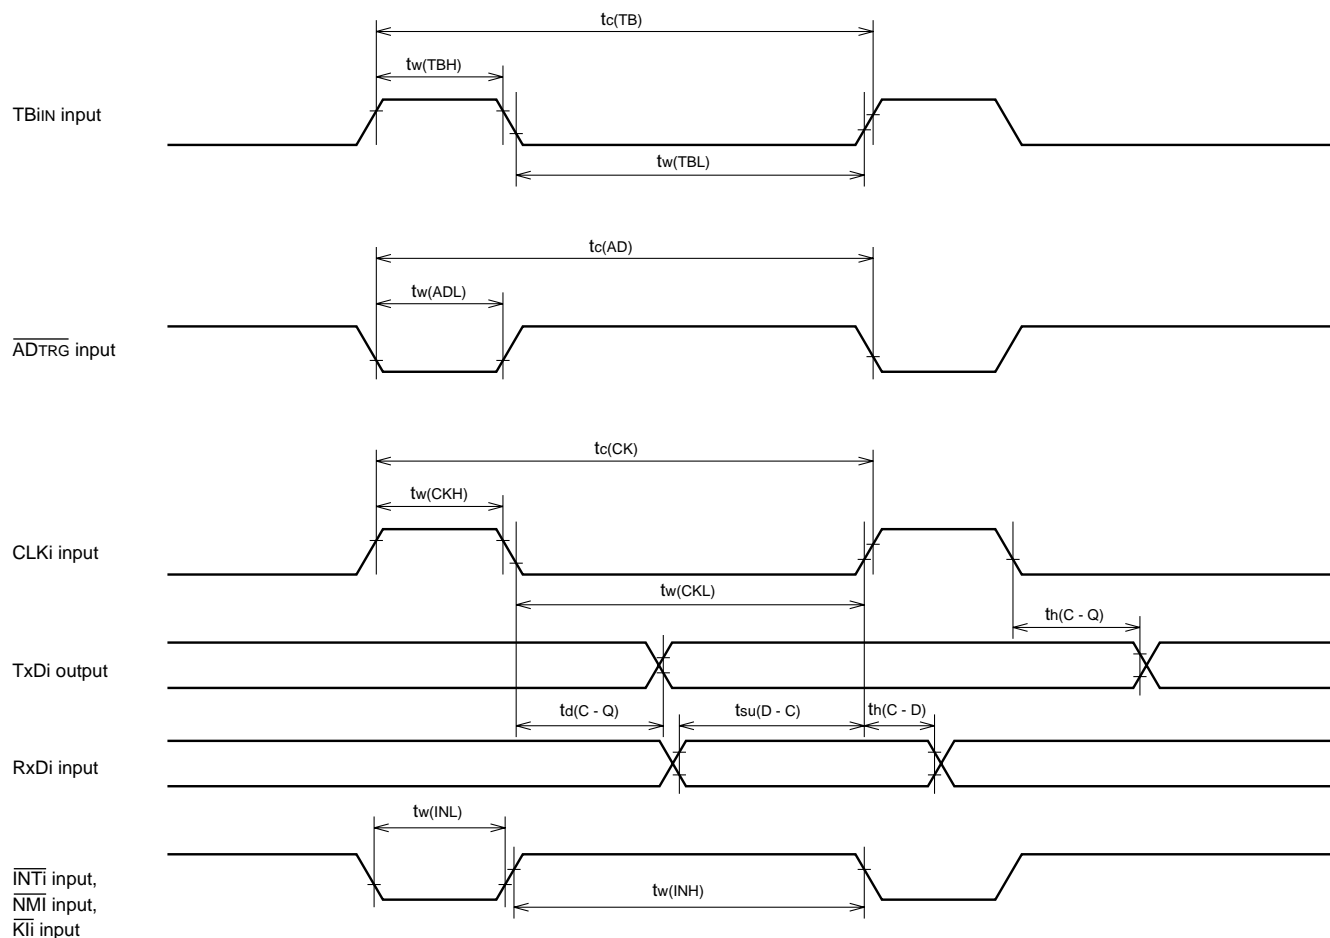 tc(TB)
tw(TBH)
TBiIN input
tw(TBL)
tc(AD)
tw(ADL)
ADTRG input
tc(CK)
tw(CKH)
CLKi input
tw(CKL)
th(C - Q)
TxDi output
td(C - Q)
tsu(D - C)
th(C - D)
RxDi input
tw(INL)
INTi input,
NMI input,
KIi input
tw(INH)